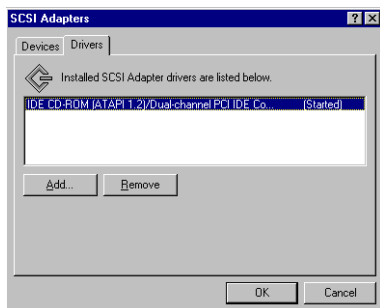 SCSI Adapters
Devices
Drivers
Installed SCSI Adapter drivers are listed below.
IDE CD-ROM (ATAPI 1.2)/Dual-channel PCI IDE Co... (Started)
Add... Remove
OK Cancel